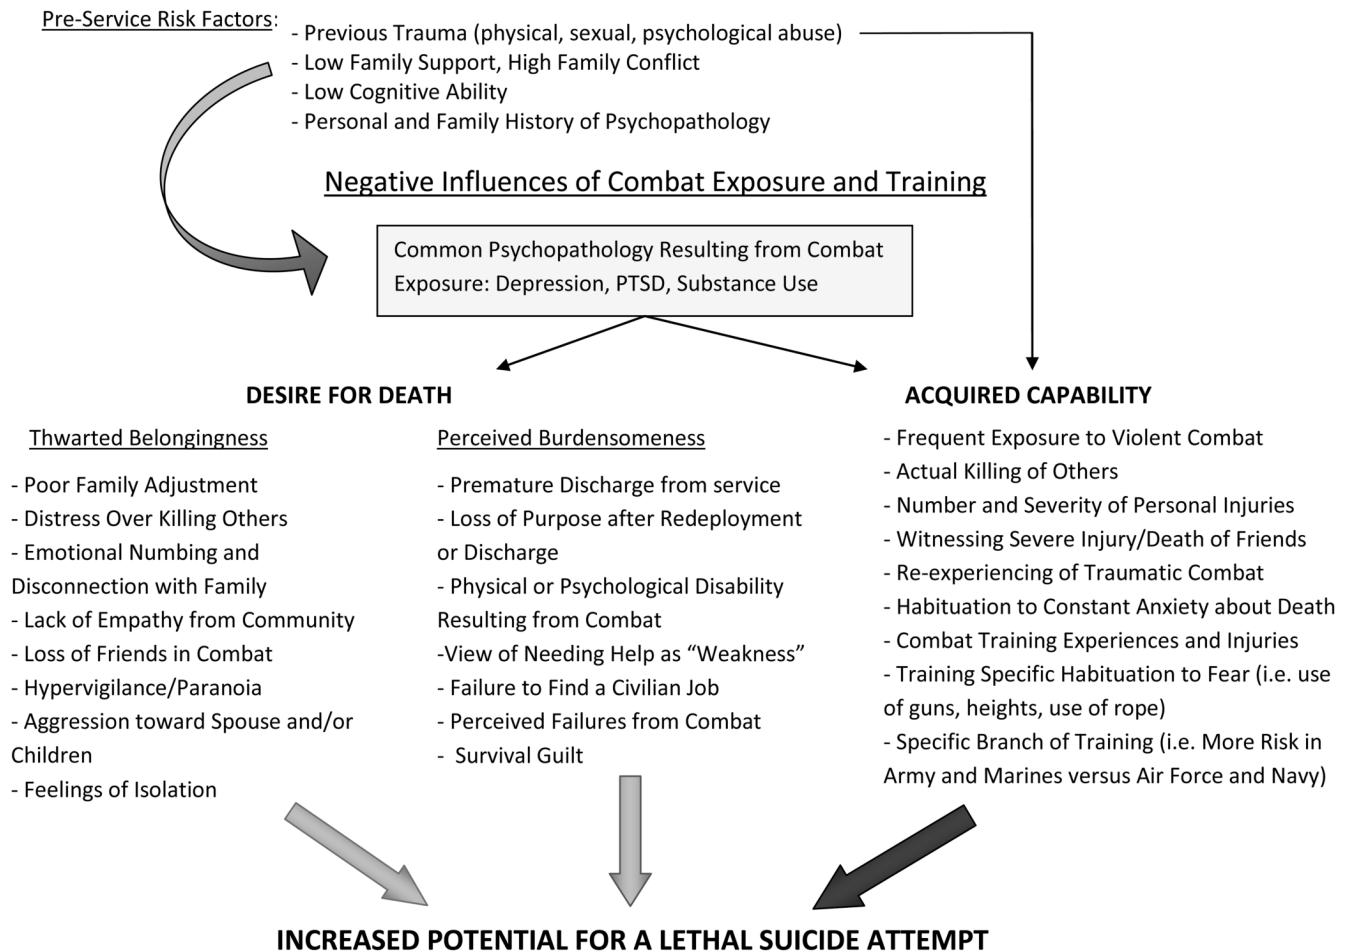 Pre-Service Risk Factors:
- Previous Trauma (physical, sexual, psychological abuse)
- Low Family Support, High Family Conflict
- Low Cognitive Ability
- Personal and Family History of Psychopathology
Negative Influences of Combat Exposure and Training
Common Psychopathology Resulting from Combat
Exposure: Depression, PTSD, Substance Use
DESIRE FOR DEATH
Thwarted Belongingness
- Poor Family Adjustment
- Distress Over Killing Others
- Emotional Numbing and
Disconnection with Family
- Lack of Empathy from Community
- Loss of Friends in Combat
- Hypervigilance/Paranoia
- Aggression toward Spouse and/or
Children
- Feelings of Isolation
Perceived Burdensomeness
- Premature Discharge from service
- Loss of Purpose after Redeployment
or Discharge
- Physical or Psychological Disability
Resulting from Combat
-View of Needing Help as “Weakness”
- Failure to Find a Civilian Job
- Perceived Failures from Combat
- Survival Guilt
ACQUIRED CAPABILITY
- Frequent Exposure to Violent Combat
- Actual Killing of Others
- Number and Severity of Personal Injuries
- Witnessing Severe Injury/Death of Friends
- Re-experiencing of Traumatic Combat
- Habituation to Constant Anxiety about Death
- Combat Training Experiences and Injuries
- Training Specific Habituation to Fear (i.e. use
of guns, heights, use of rope)
- Specific Branch of Training (i.e. More Risk in
Army and Marines versus Air Force and Navy)
INCREASED POTENTIAL FOR A LETHAL SUICIDE ATTEMPT